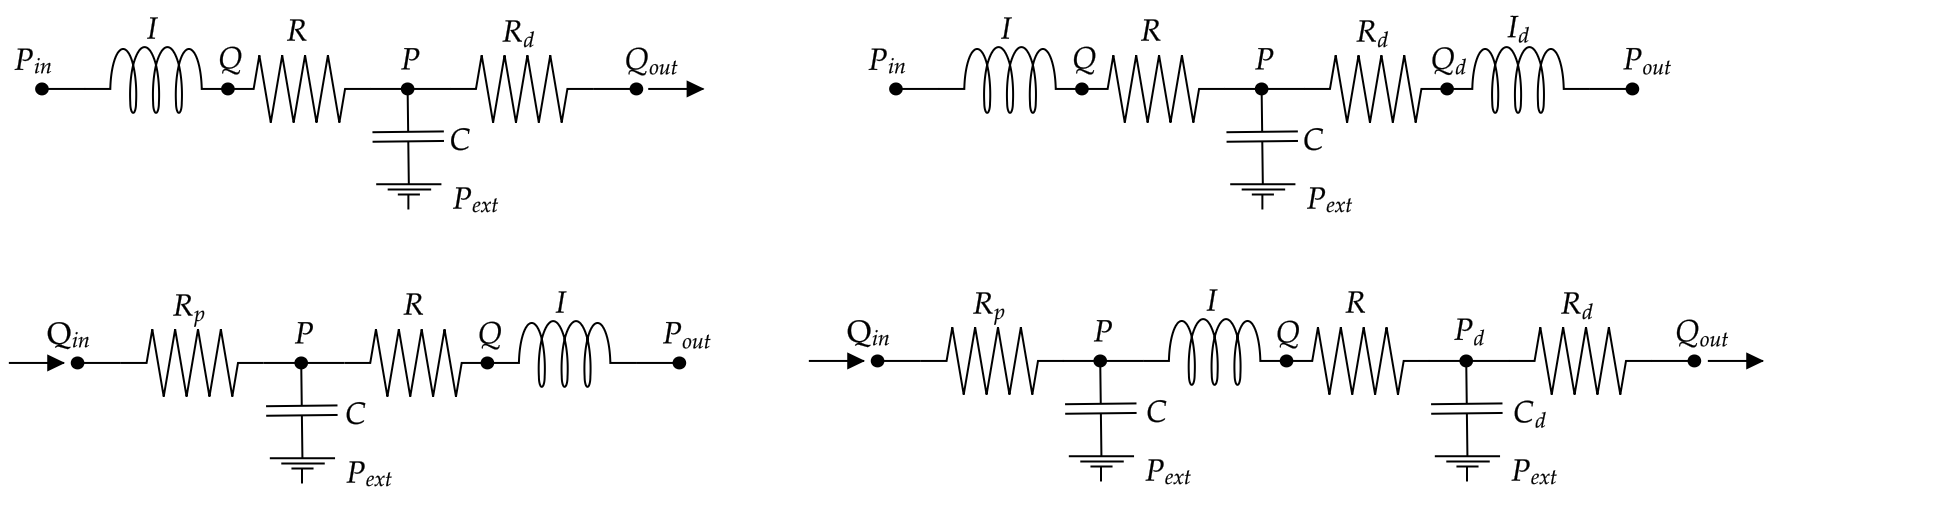 P_in I Q R P R_d Q_out
C
P_ext
P_in I Q R P R_d Q_d I_d P_out
C
P_ext
Q_in R_p P R Q I P_out
C
P_ext
Q_in R_p P I Q R P_d R_d Q_out
C C_d
P_ext P_ext